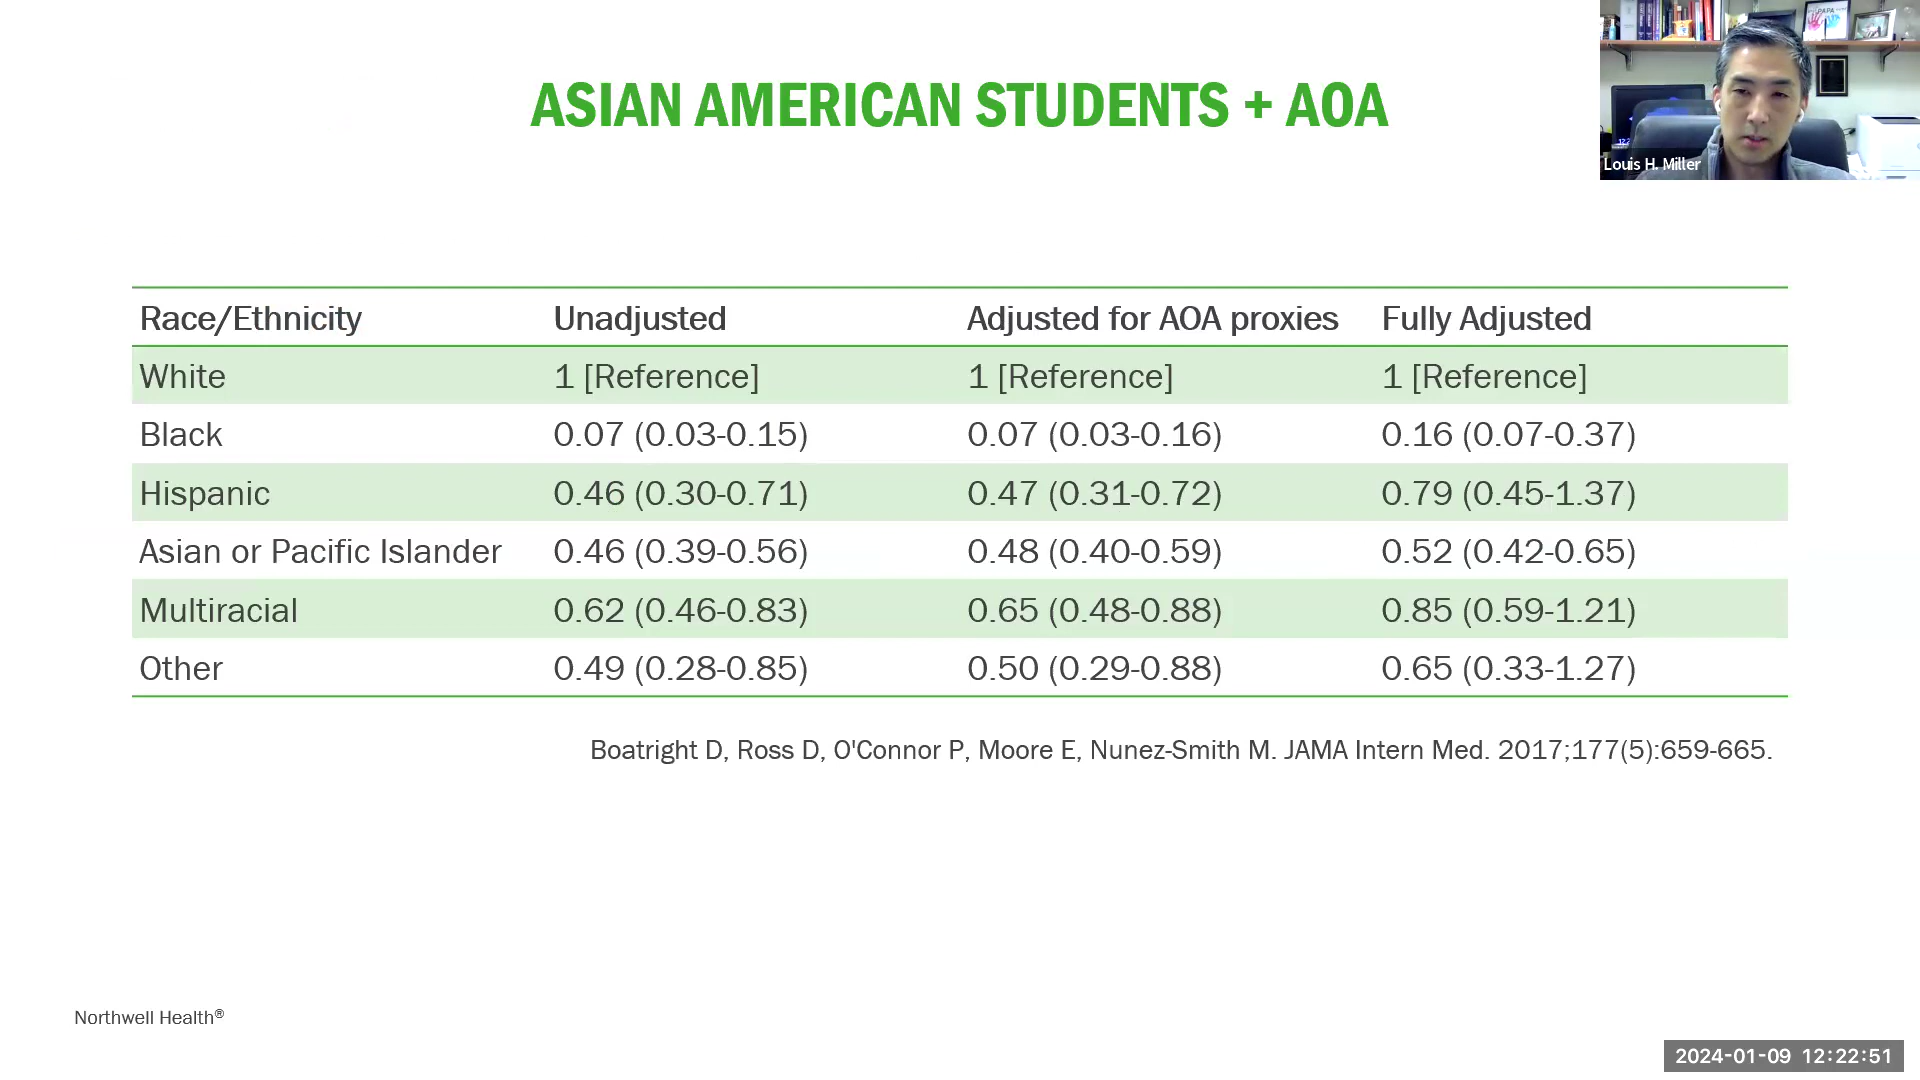 ASIAN AMERICAN STUDENTS + AOA
PAPA
Louis H. Miller
Race/Ethnicity Unadjusted Adjusted for AOA proxies Fully Adjusted
White 1 [Reference] 1 [Reference] 1 [Reference]
Black 0.07 (0.03-0.15) 0.07 (0.03-0.16) 0.16 (0.07-0.37)
Hispanic 0.46 (0.30-0.71) 0.47 (0.31-0.72) 0.79 (0.45-1.37)
Asian or Pacific Islander 0.46 (0.39-0.56) 0.48 (0.40-0.59) 0.52 (0.42-0.65)
Multiracial 0.62 (0.46-0.83) 0.65 (0.48-0.88) 0.85 (0.59-1.21)
Other 0.49 (0.28-0.85) 0.50 (0.29-0.88) 0.65 (0.33-1.27)
Boatright D, Ross D, O'Connor P, Moore E, Nunez-Smith M. JAMA Intern Med. 2017;177(5):659-665.
Northwell Health®
2024-01-09 12:22:51